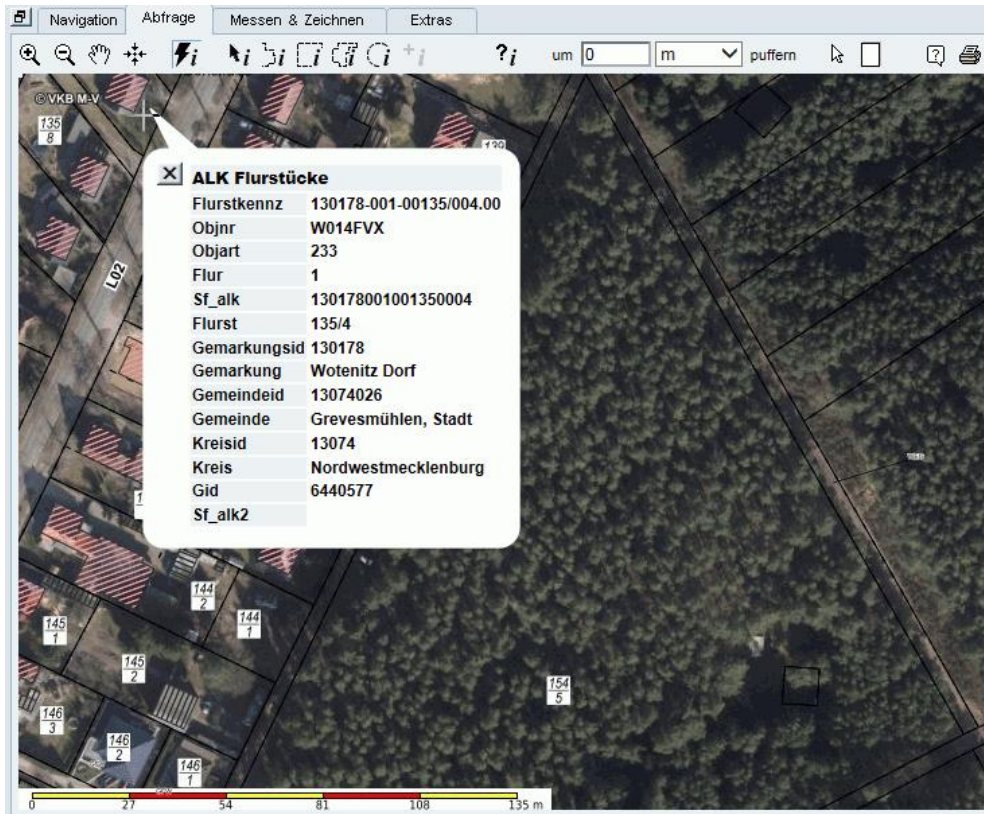 Navigation Abfrage Messen & Zeichnen Extras
i i i i i i i ?i um 0 m puffern ?
© VKB M-V
135
8
139
ALK Flurstücke
Flurstkennz 130178-001-00135/004.00
Objnr W014FVX
Objart 233
Flur 1
Sf_alk 130178001001350004
Flurst 135/4
Gemarkungsid 130178
Gemarkung Wotenitz Dorf
Gemeindeid 13074026
Gemeinde Grevesmühlen, Stadt
Kreisid 13074
Kreis Nordwestmecklenburg
Gid 6440577
Sf_alk2
L02
144
2
144
1
145
1
145
2
154
5
146
3
146
2
146
1
0 27 54 81 108 135 m